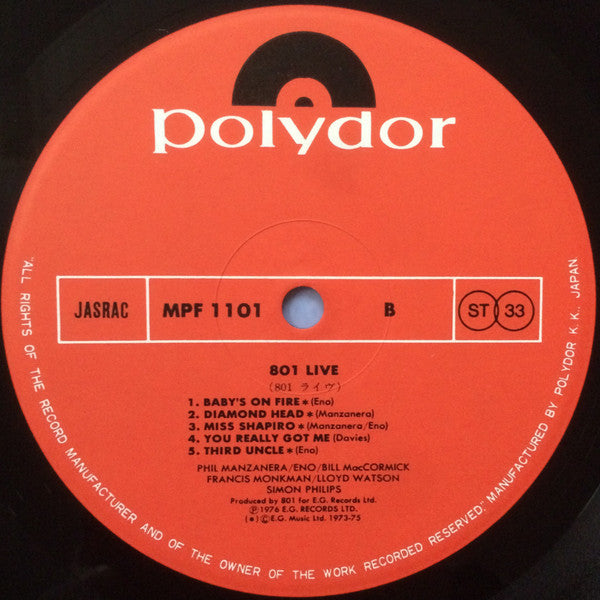 polydor
JASRAC MPF 1101 B ST 33
801 LIVE
(801 ライヴ)
1. BABY'S ON FIRE * (Eno)
2. DIAMOND HEAD * (Manzanera)
3. MISS SHAPIRO * (Manzanera/Eno)
4. YOU REALLY GOT ME (Davies)
5. THIRD UNCLE * (Eno)
PHIL MANZANERA/ENO/BILL MacCORMICK
FRANCIS MONKMAN/LLOYD WATSON
SIMON PHILIPS
Produced by 801 for E.G. Records Ltd.
Ⓟ1976 E.G. RECORDS LTD.
(*) ©E.G. Music Ltd. 1973-75
"ALL RIGHTS OF THE RECORD MANUFACTURER AND OF THE OWNER OF THE WORK RECORDED RESERVED." MANUFACTURED BY POLYDOR K.K., JAPAN